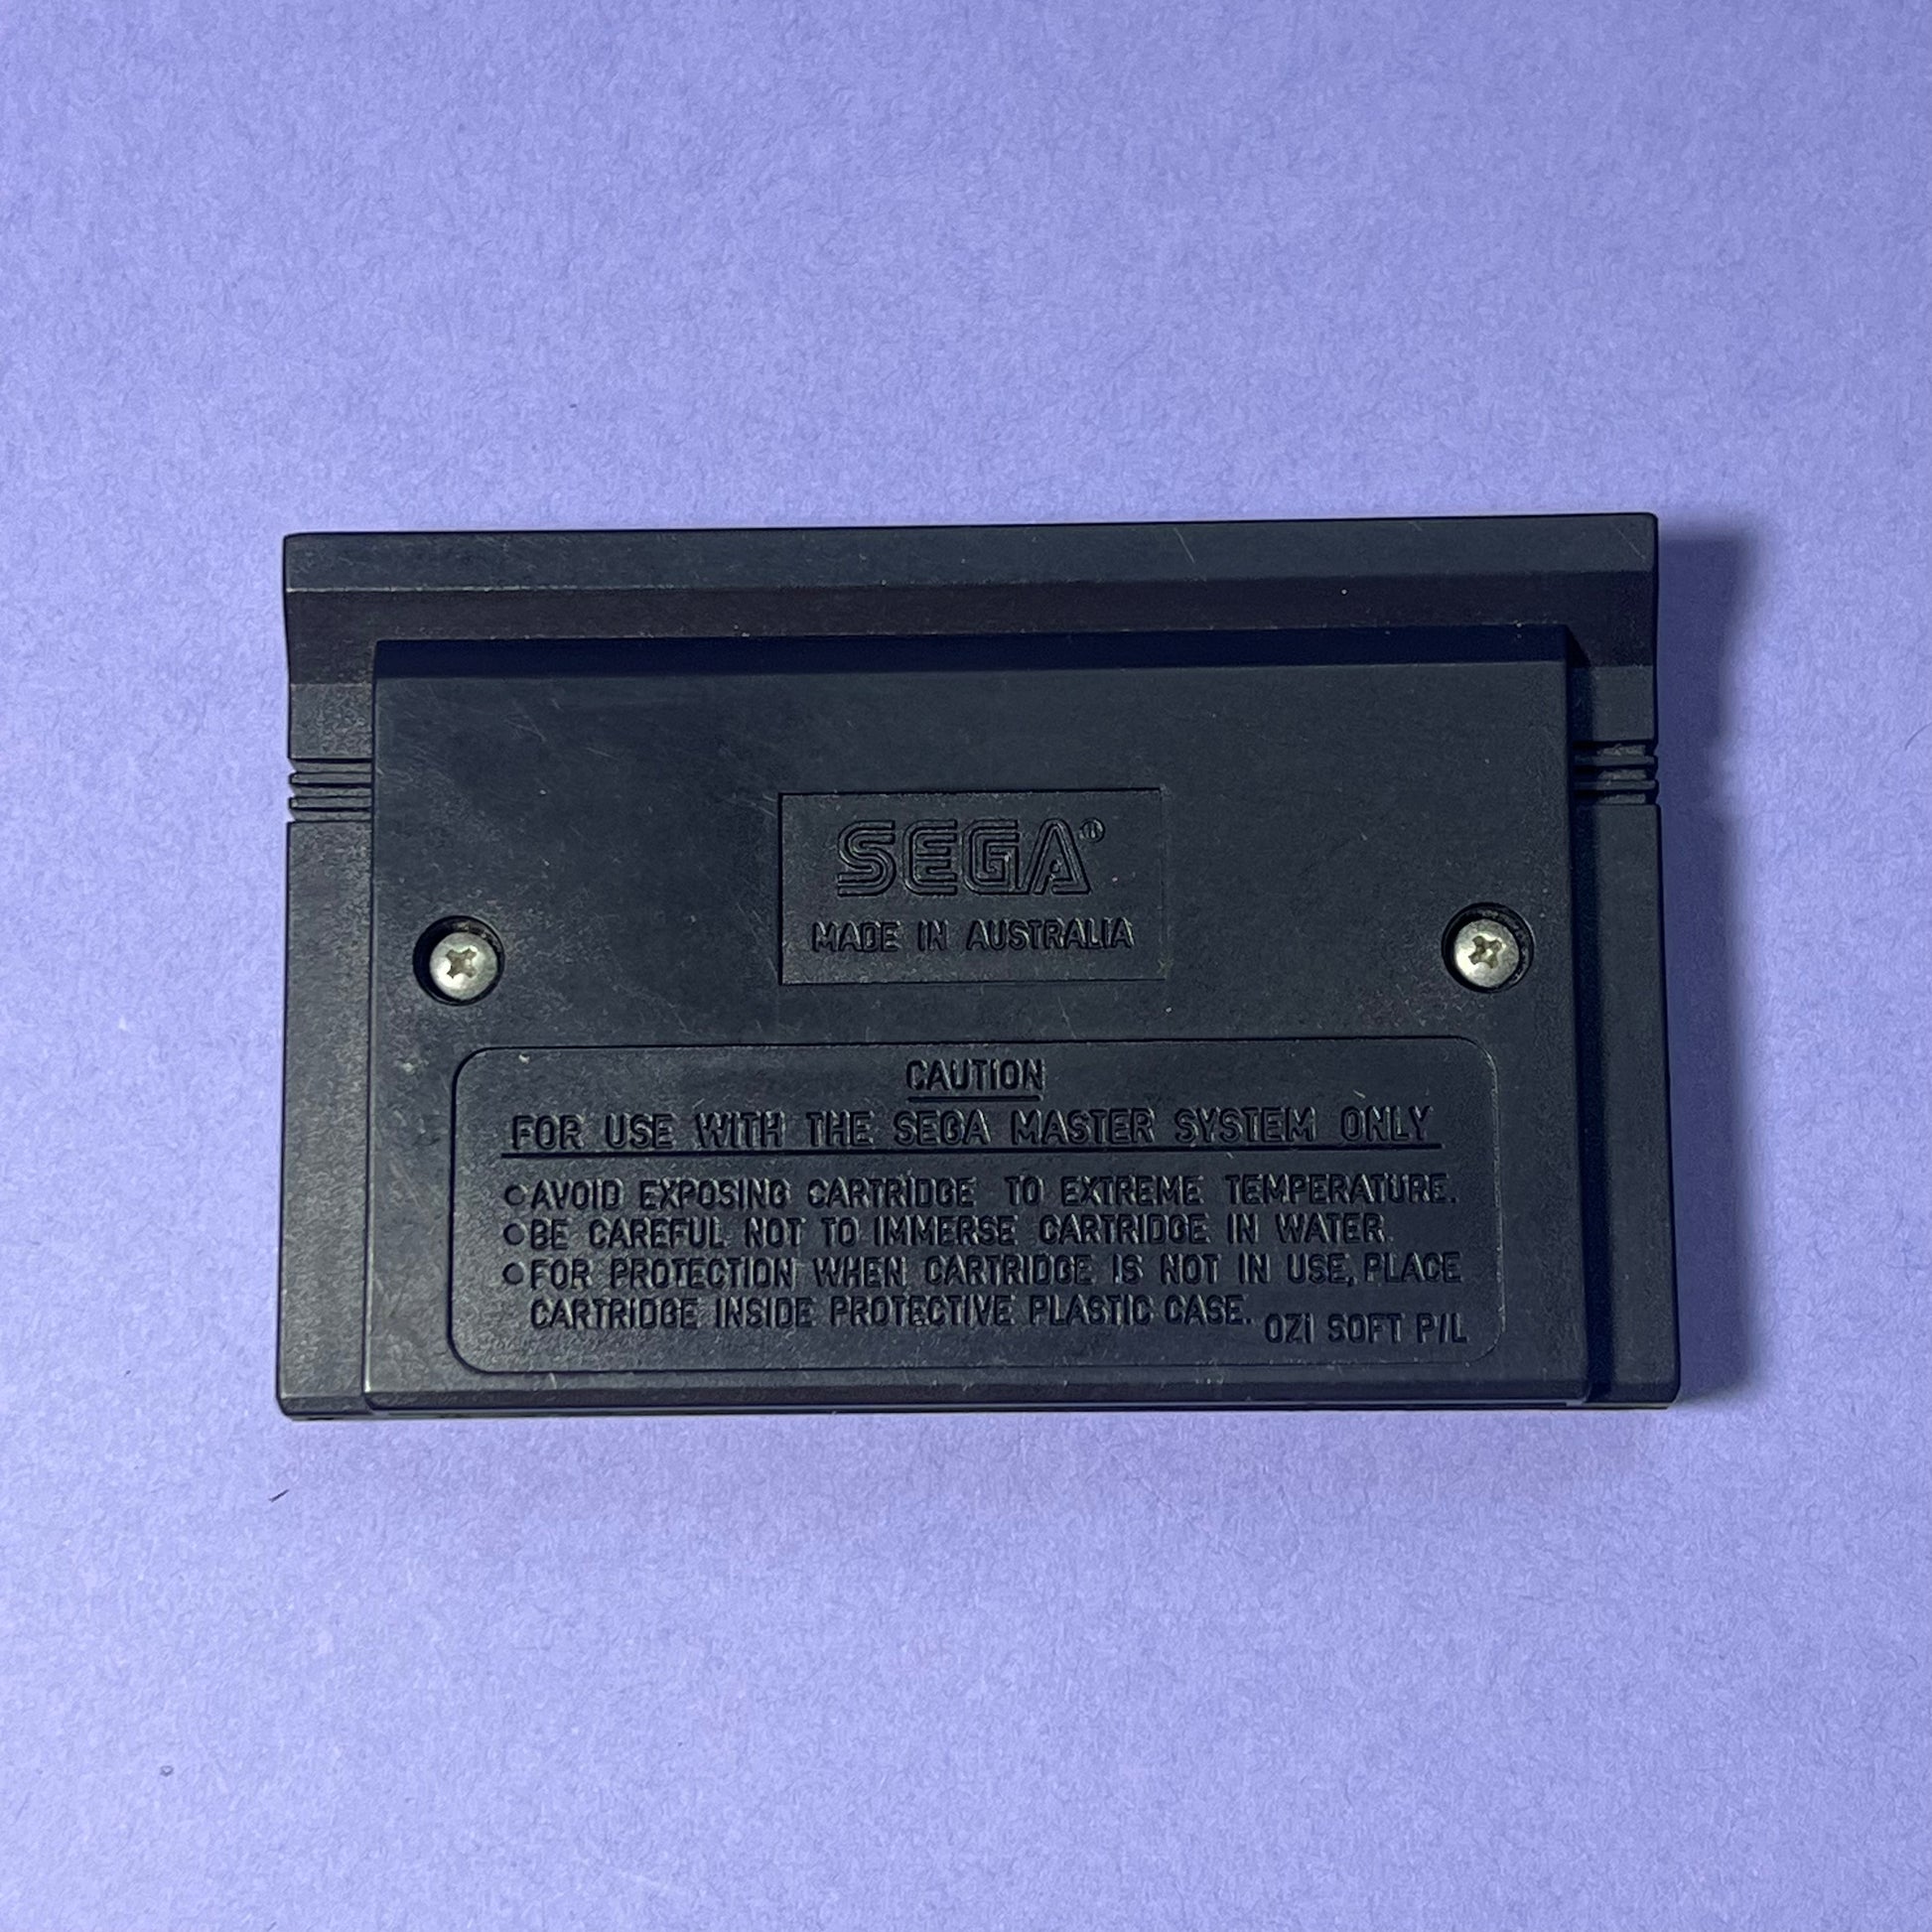 SEGA®
MADE IN AUSTRALIA
CAUTION
FOR USE WITH THE SEGA MASTER SYSTEM ONLY
• AVOID EXPOSING CARTRIDGE TO EXTREME TEMPERATURE.
• BE CAREFUL NOT TO IMMERSE CARTRIDGE IN WATER.
• FOR PROTECTION WHEN CARTRIDGE IS NOT IN USE, PLACE
CARTRIDGE INSIDE PROTECTIVE PLASTIC CASE.
OZI SOFT P/L